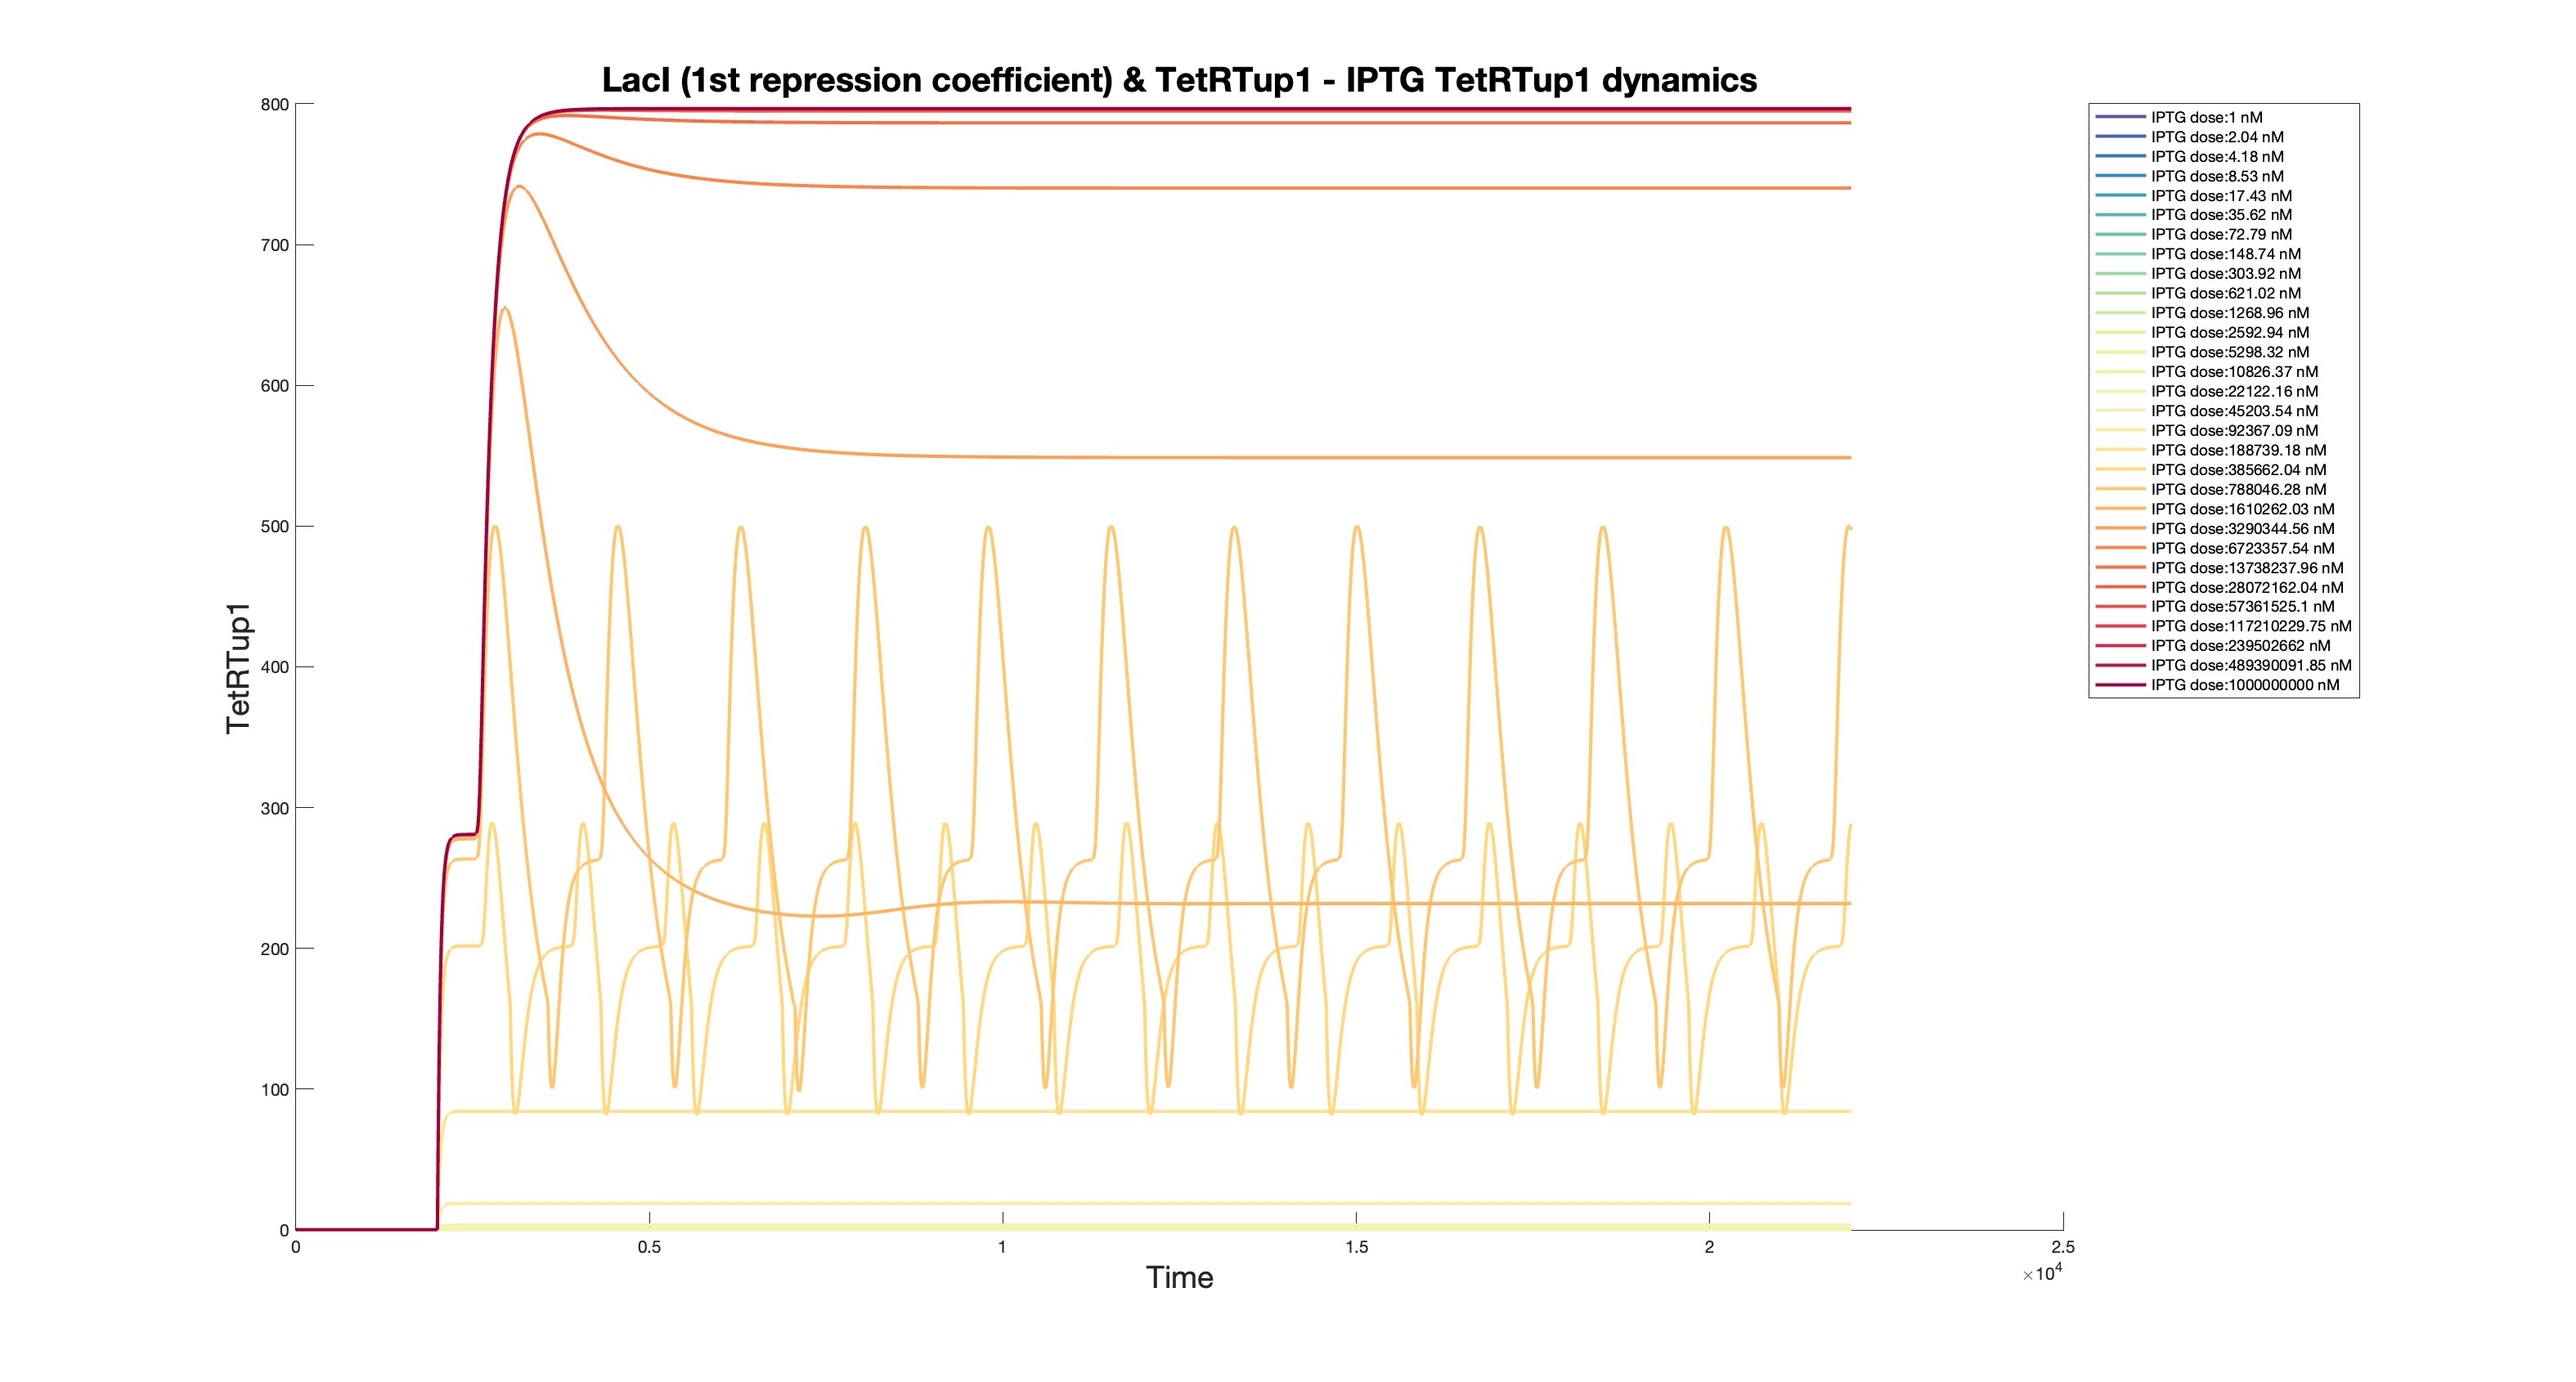 LacI (1st repression coefficient) & TetRTup1 - IPTG TetRTup1 dynamics
800
700
600
500
400
300
200
100
0
TetRTup1
0
0.5
1
1.5
2
2.5
×10⁴
Time
IPTG dose:1 nM
IPTG dose:2.04 nM
IPTG dose:4.18 nM
IPTG dose:8.53 nM
IPTG dose:17.43 nM
IPTG dose:35.62 nM
IPTG dose:72.79 nM
IPTG dose:148.74 nM
IPTG dose:303.92 nM
IPTG dose:621.02 nM
IPTG dose:1268.96 nM
IPTG dose:2592.94 nM
IPTG dose:5298.32 nM
IPTG dose:10826.37 nM
IPTG dose:22122.16 nM
IPTG dose:45203.54 nM
IPTG dose:92367.09 nM
IPTG dose:188739.18 nM
IPTG dose:385662.04 nM
IPTG dose:788046.28 nM
IPTG dose:1610262.03 nM
IPTG dose:3290344.56 nM
IPTG dose:6723357.54 nM
IPTG dose:13738237.96 nM
IPTG dose:28072162.04 nM
IPTG dose:57361525.1 nM
IPTG dose:117210229.75 nM
IPTG dose:239502662 nM
IPTG dose:489390091.85 nM
IPTG dose:1000000000 nM